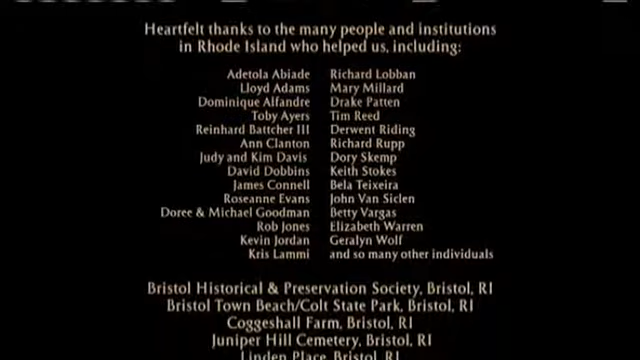 Heartfelt thanks to the many people and institutions
in Rhode Island who helped us, including:
Adetola Abiade Richard Lobban
Lloyd Adams Mary Millard
Dominique Alfandre Drake Patten
Toby Ayers Tim Reed
Reinhard Battcher III Derwent Riding
Ann Clanton Richard Rupp
Judy and Kim Davis Dory Skemp
David Dobbins Keith Stokes
James Connell Bela Teixeira
Roseanne Evans John Van Siclen
Doree & Michael Goodman Betty Vargas
Rob Jones Elizabeth Warren
Kevin Jordan Geralyn Wolf
Kris Lammi and so many other individuals
Bristol Historical & Preservation Society, Bristol, RI
Bristol Town Beach/Colt State Park, Bristol, RI
Coggeshall Farm, Bristol, RI
Juniper Hill Cemetery, Bristol, RI
Linden Place, Bristol, RI